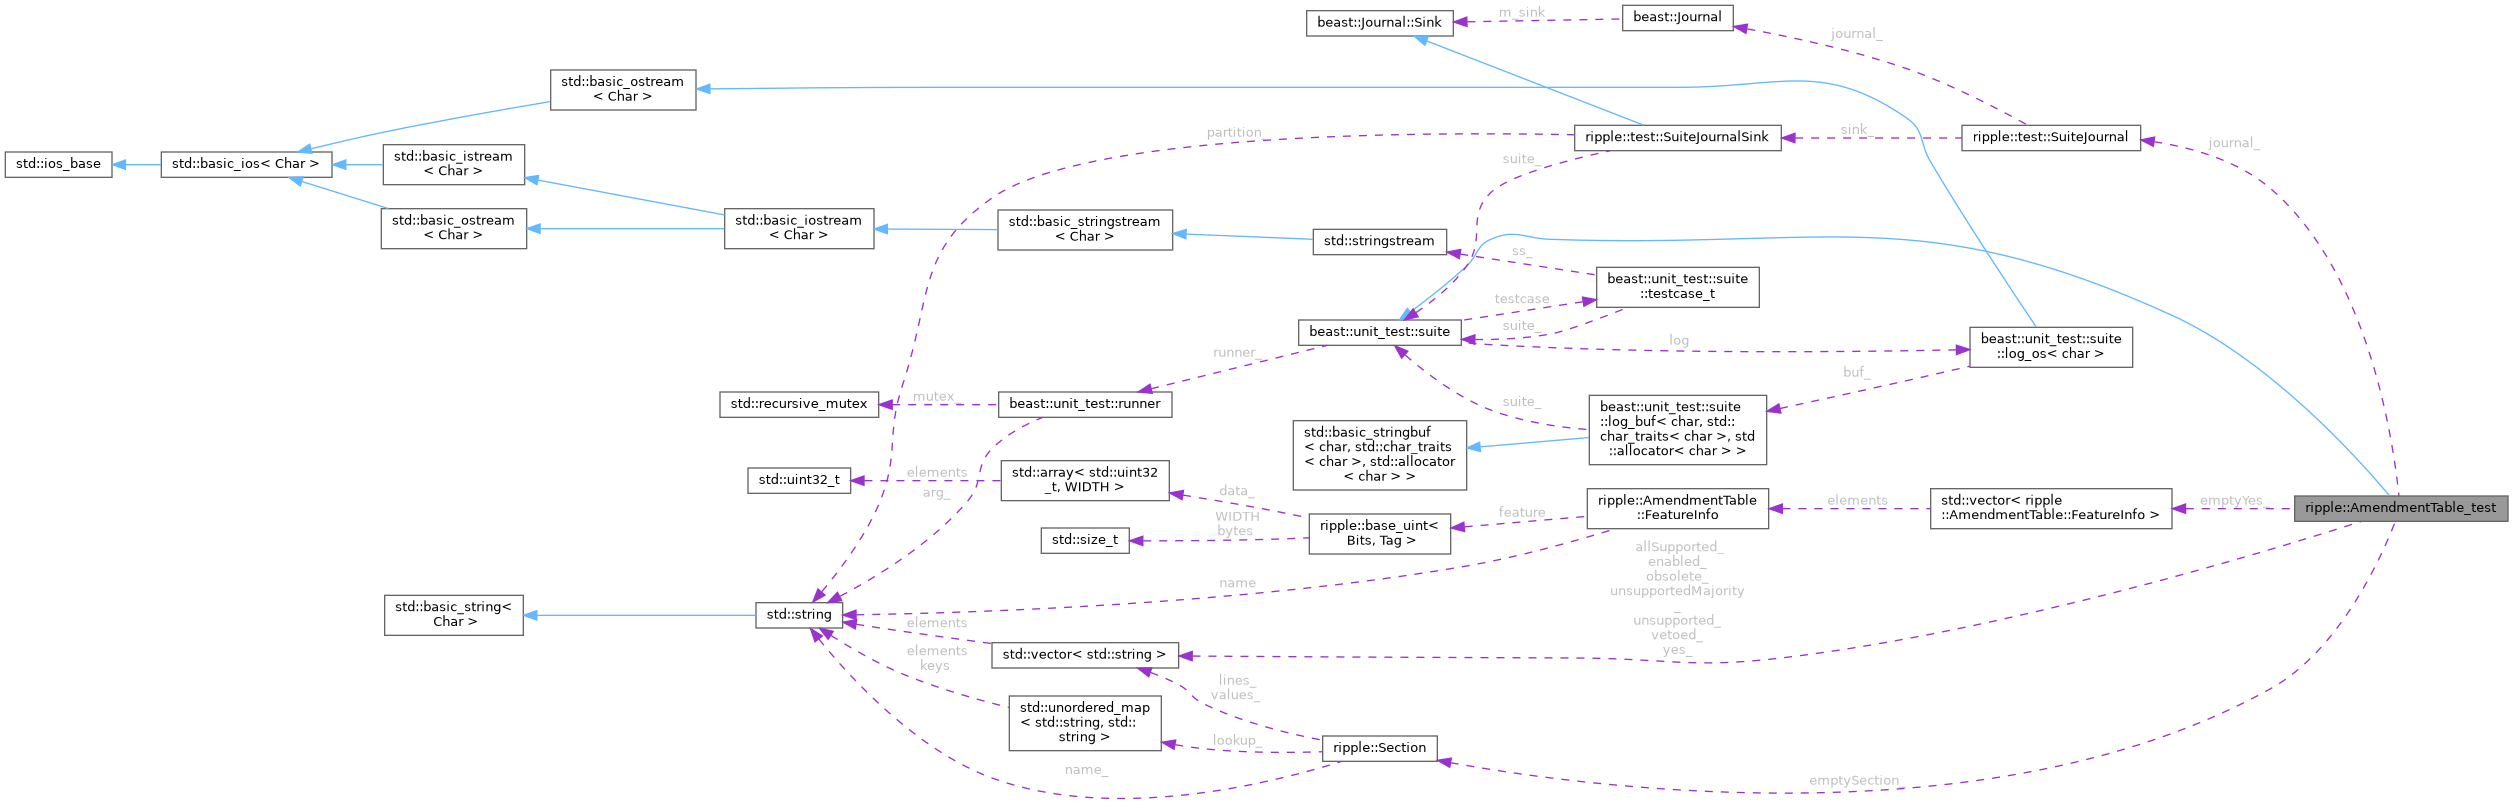 beast::Journal::Sink
m_sink
beast::Journal
journal_
std::basic_ostream
< Char >
partition_
ripple::test::SuiteJournalSink
sink_
ripple::test::SuiteJournal
journal_
std::ios_base
std::basic_ios< Char >
std::basic_istream
< Char >
suite_
std::basic_ostream
< Char >
std::basic_iostream
< Char >
std::basic_stringstream
< Char >
std::stringstream
ss_
beast::unit_test::suite
::testcase_t
testcase
suite_
beast::unit_test::suite
log
beast::unit_test::suite
::log_os< char >
runner_
buf_
std::recursive_mutex
mutex_
beast::unit_test::runner
suite_
beast::unit_test::suite
::log_buf< char, std::
char_traits< char >, std
::allocator< char > >
std::basic_stringbuf
< char, std::char_traits
< char >, std::allocator
< char > >
std::uint32_t
elements
arg_
std::array< std::uint32
_t, WIDTH >
data_
ripple::AmendmentTable
::FeatureInfo
elements
std::vector< ripple
::AmendmentTable::FeatureInfo >
emptyYes_
ripple::AmendmentTable_test
feature
std::size_t
WIDTH
bytes
ripple::base_uint<
Bits, Tag >
allSupported_
enabled_
obsolete_
unsupportedMajority
_
unsupported_
vetoed_
yes_
name
std::basic_string<
Char >
std::string
elements
std::vector< std::string >
elements
keys
lines_
values_
std::unordered_map
< std::string, std::
string >
lookup_
ripple::Section
name_
emptySection_